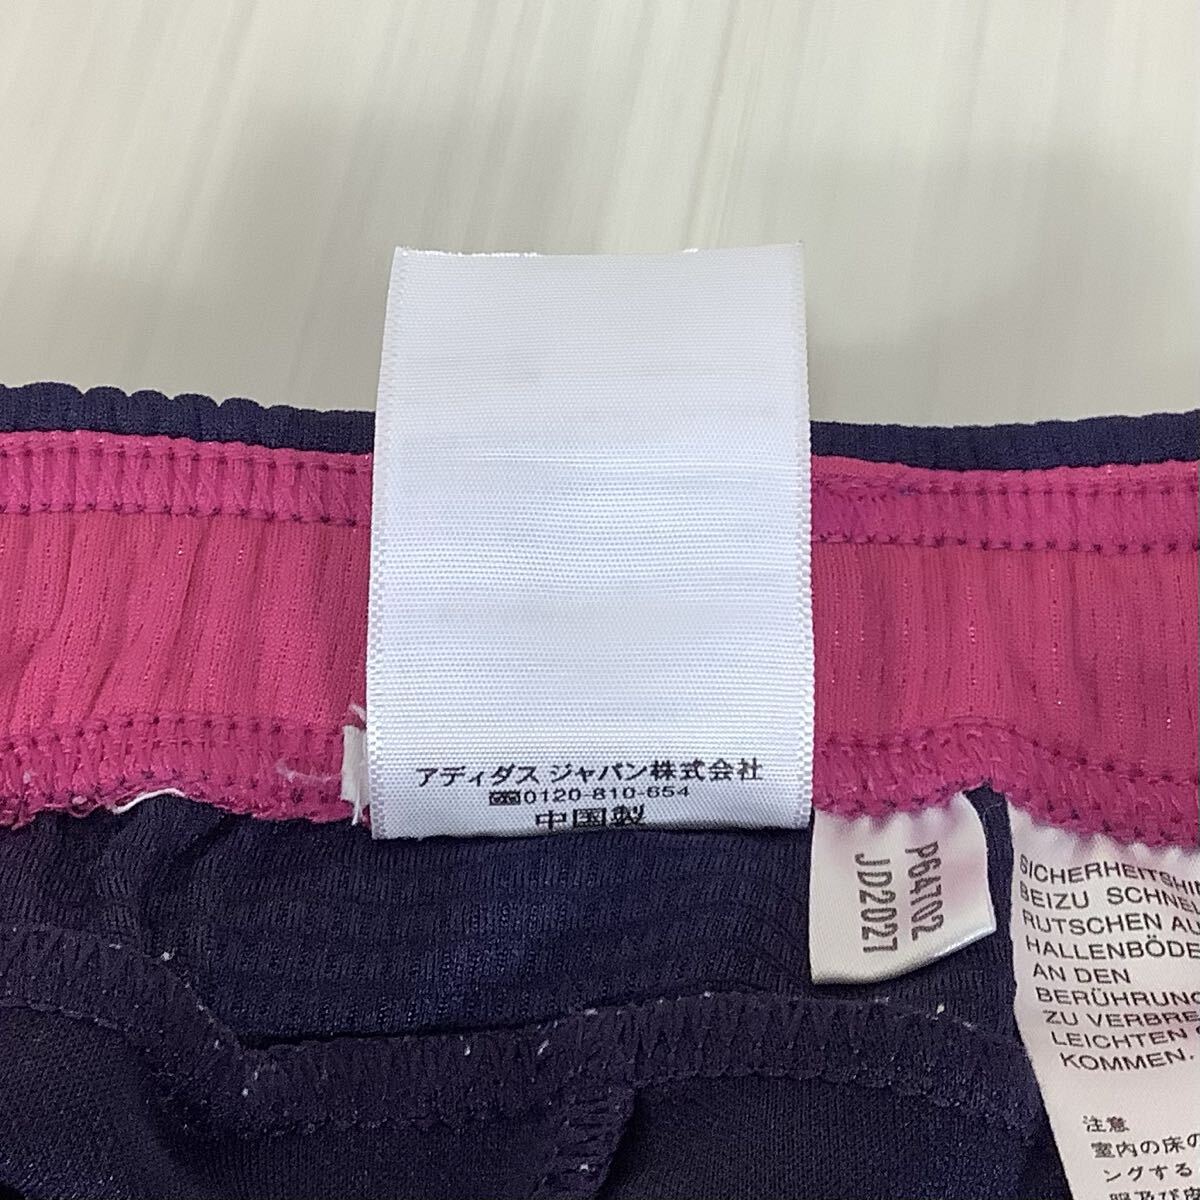 アディダス ジャパン株式会社
0120-810-654
中国製
P64702
JD2027
SICHERHEITSHIN
BEIZU SCHNE
RUTSCHEN AU
HALLENBÖDE
AN DEN
BERÜHRUNG
ZU VERBRE
LEICHTEN
KOMMEN.
注意
室内の床の
ングする